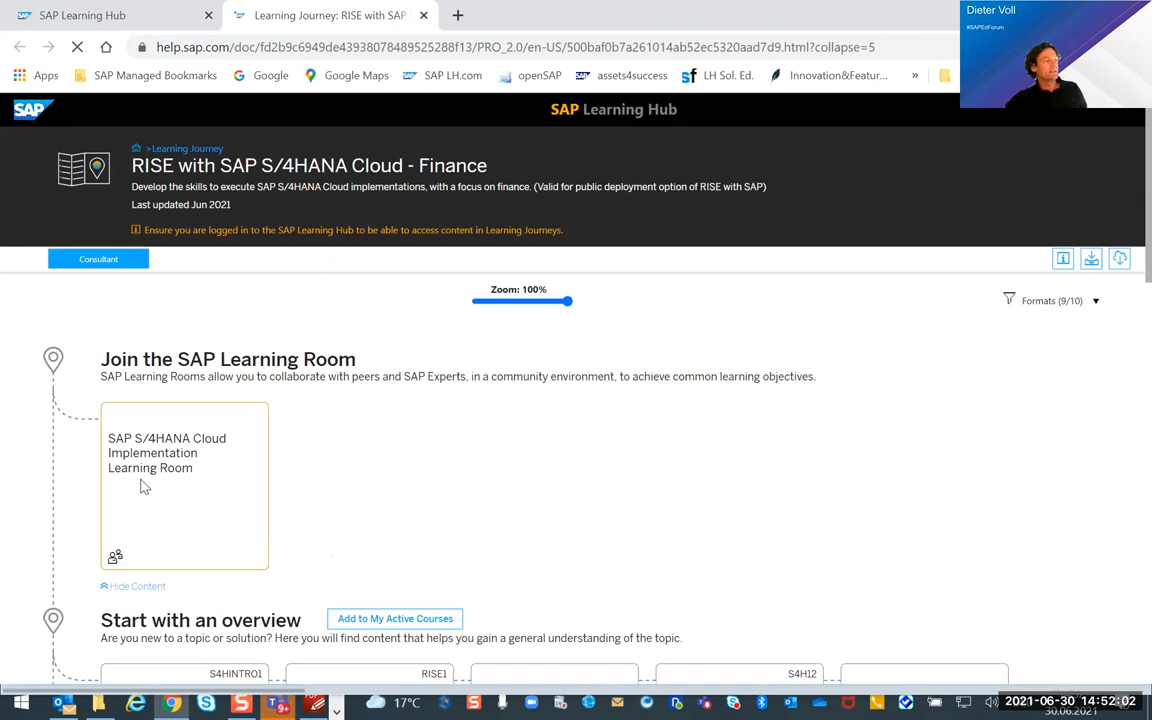 SAP Learning Hub
Learning Journey: RISE with SAP
Dieter Voll
#SAPEdForum
help.sap.com/doc/fd2b9c6949de43938078489525288f13/PRO_2.0/en-US/500baf0b7a261014ab52ec5320aad7d9.html?collapse=5
Apps SAP Managed Bookmarks Google Google Maps SAP LH.com openSAP assets4success LH Sol. Ed. Innovation&Featur... »
SAP
SAP Learning Hub
>Learning Journey
RISE with SAP S/4HANA Cloud - Finance
Develop the skills to execute SAP S/4HANA Cloud implementations, with a focus on finance. (Valid for public deployment option of RISE with SAP)
Last updated Jun 2021
Ensure you are logged in to the SAP Learning Hub to be able to access content in Learning Journeys.
Consultant
Zoom: 100%
Formats (9/10)
Join the SAP Learning Room
SAP Learning Rooms allow you to collaborate with peers and SAP Experts, in a community environment, to achieve common learning objectives.
SAP S/4HANA Cloud
Implementation
Learning Room
Hide Content
Start with an overview
Add to My Active Courses
Are you new to a topic or solution? Here you will find content that helps you gain a general understanding of the topic.
S4HINTRO1 RISE1 S4H12
17°C
2021-06-30 14:52:02
30.06.2021